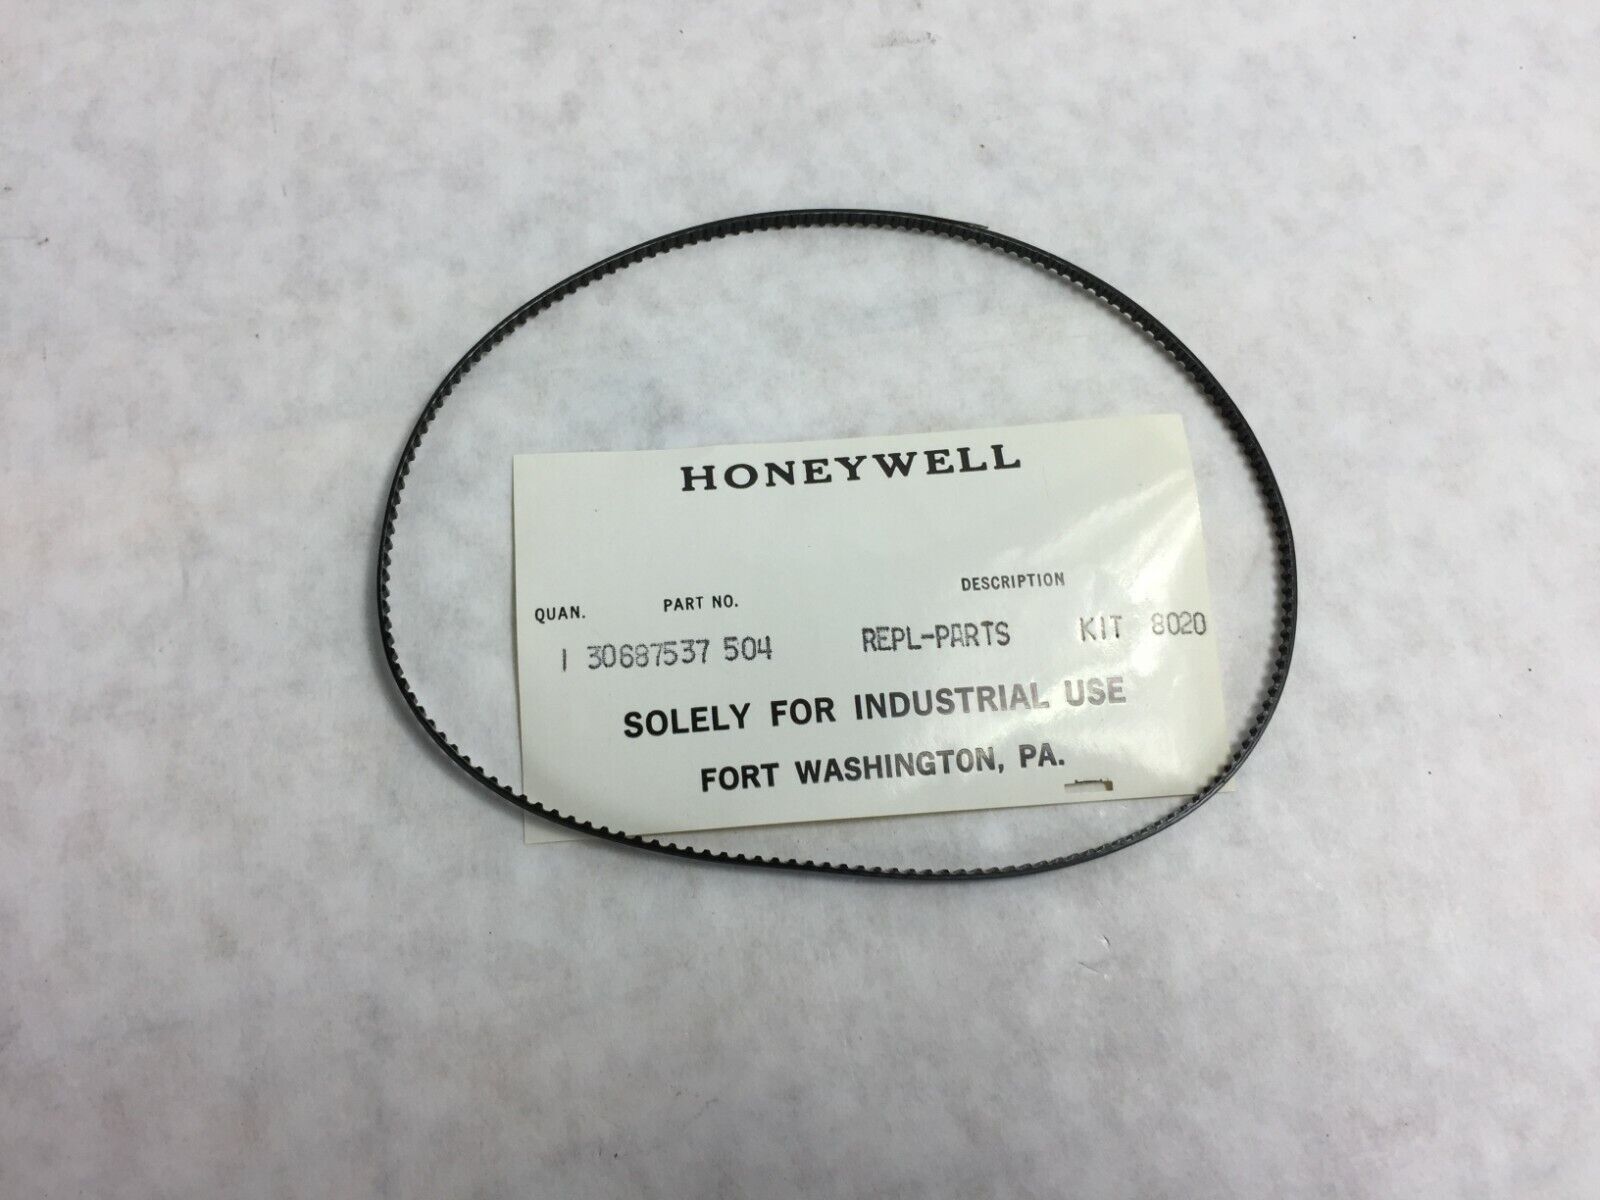 HONEYWELL
QUAN. PART NO. DESCRIPTION
1 30687537 504 REPL-PARTS KIT 8020
SOLELY FOR INDUSTRIAL USE
FORT WASHINGTON, PA.